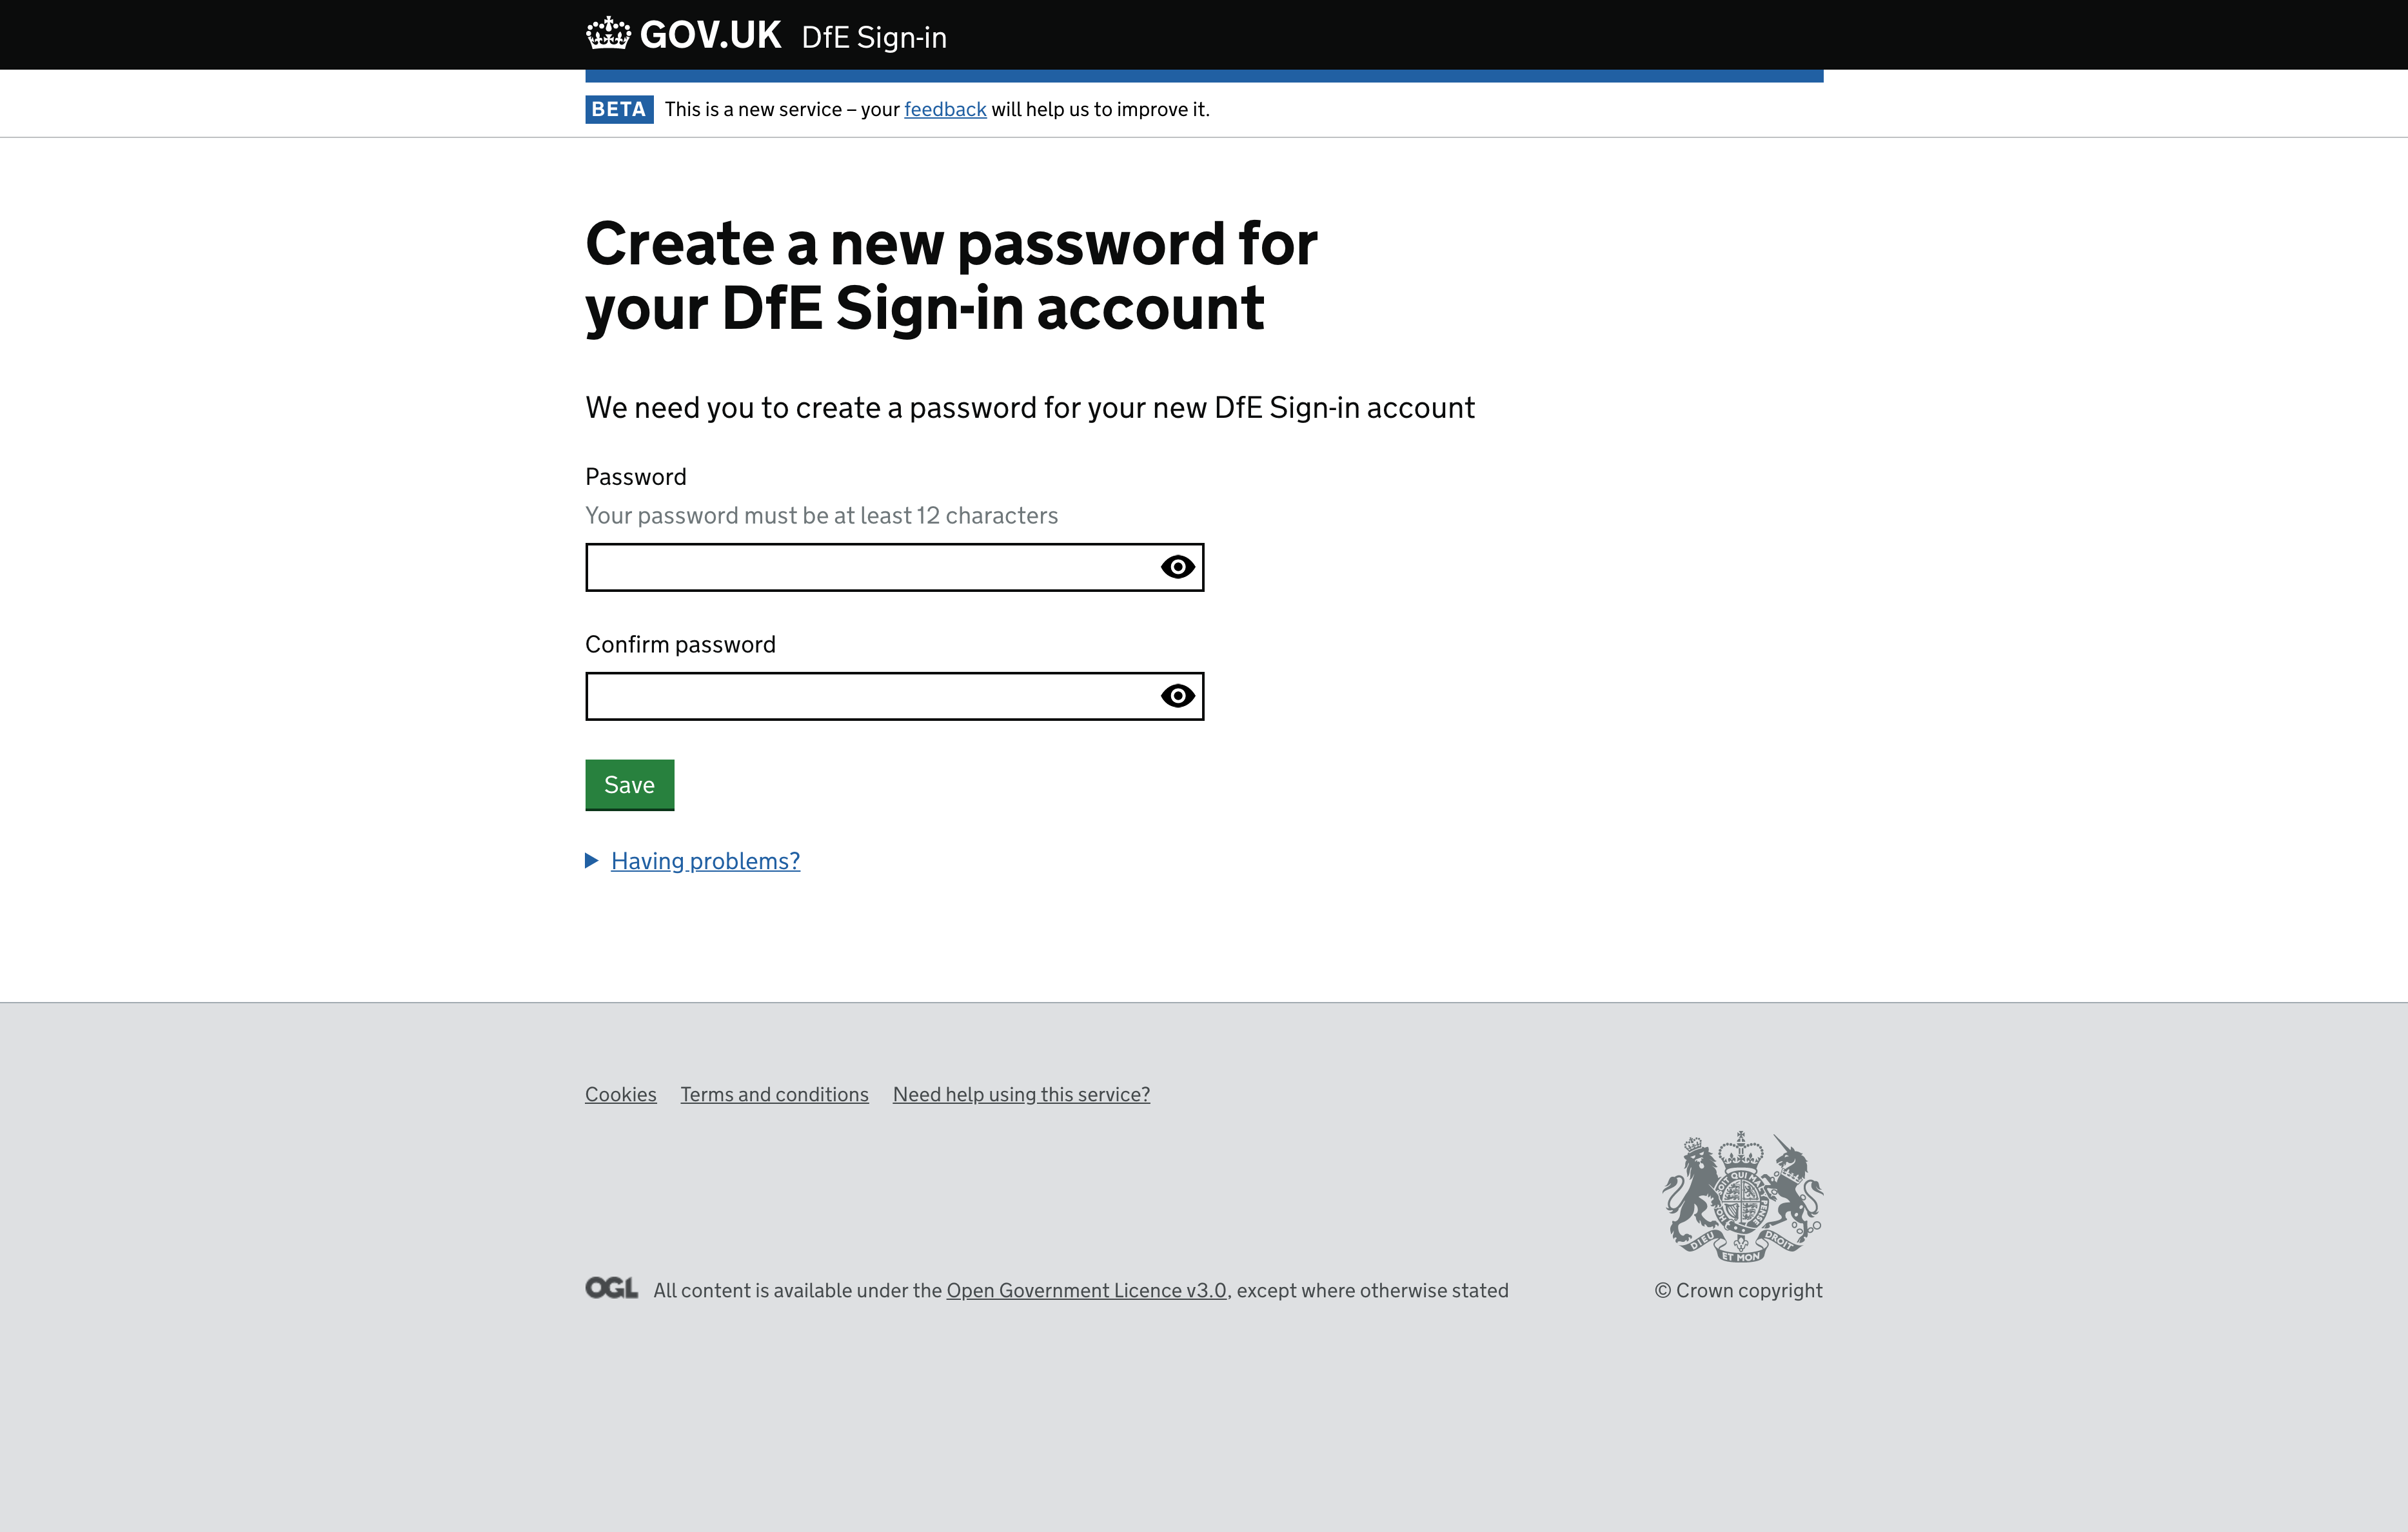 GOV.UK DfE Sign-in
BETA This is a new service – your feedback will help us to improve it.
Create a new password for
your DfE Sign-in account
We need you to create a password for your new DfE Sign-in account
Password
Your password must be at least 12 characters
Confirm password
Save
Having problems?
Cookies Terms and conditions Need help using this service?
DIEU ET MON DROIT
OGL All content is available under the Open Government Licence v3.0, except where otherwise stated
© Crown copyright